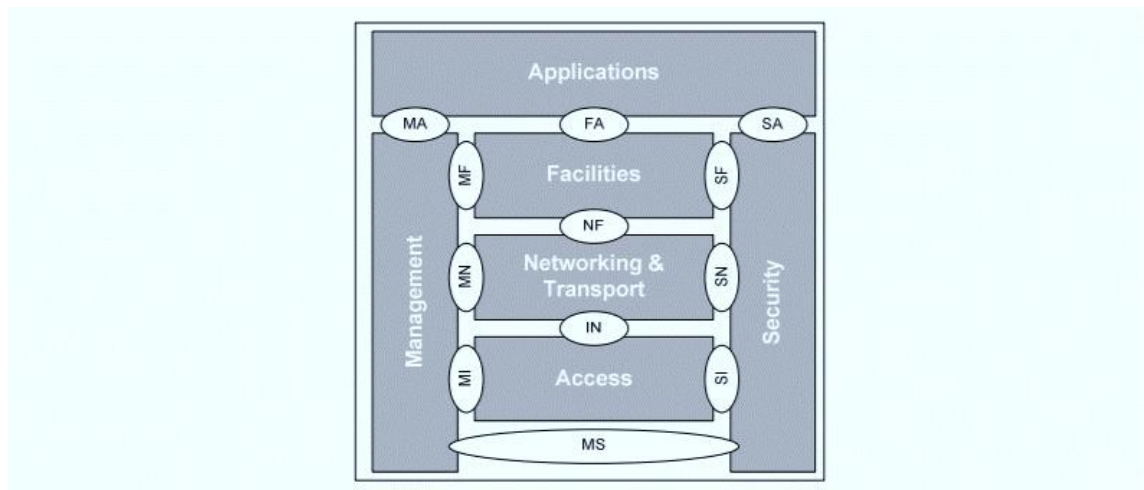 Applications
MA
FA
SA
MF
Facilities
SF
NF
Management
MN
Networking &
Transport
SN
Security
IN
MI
Access
SI
MS